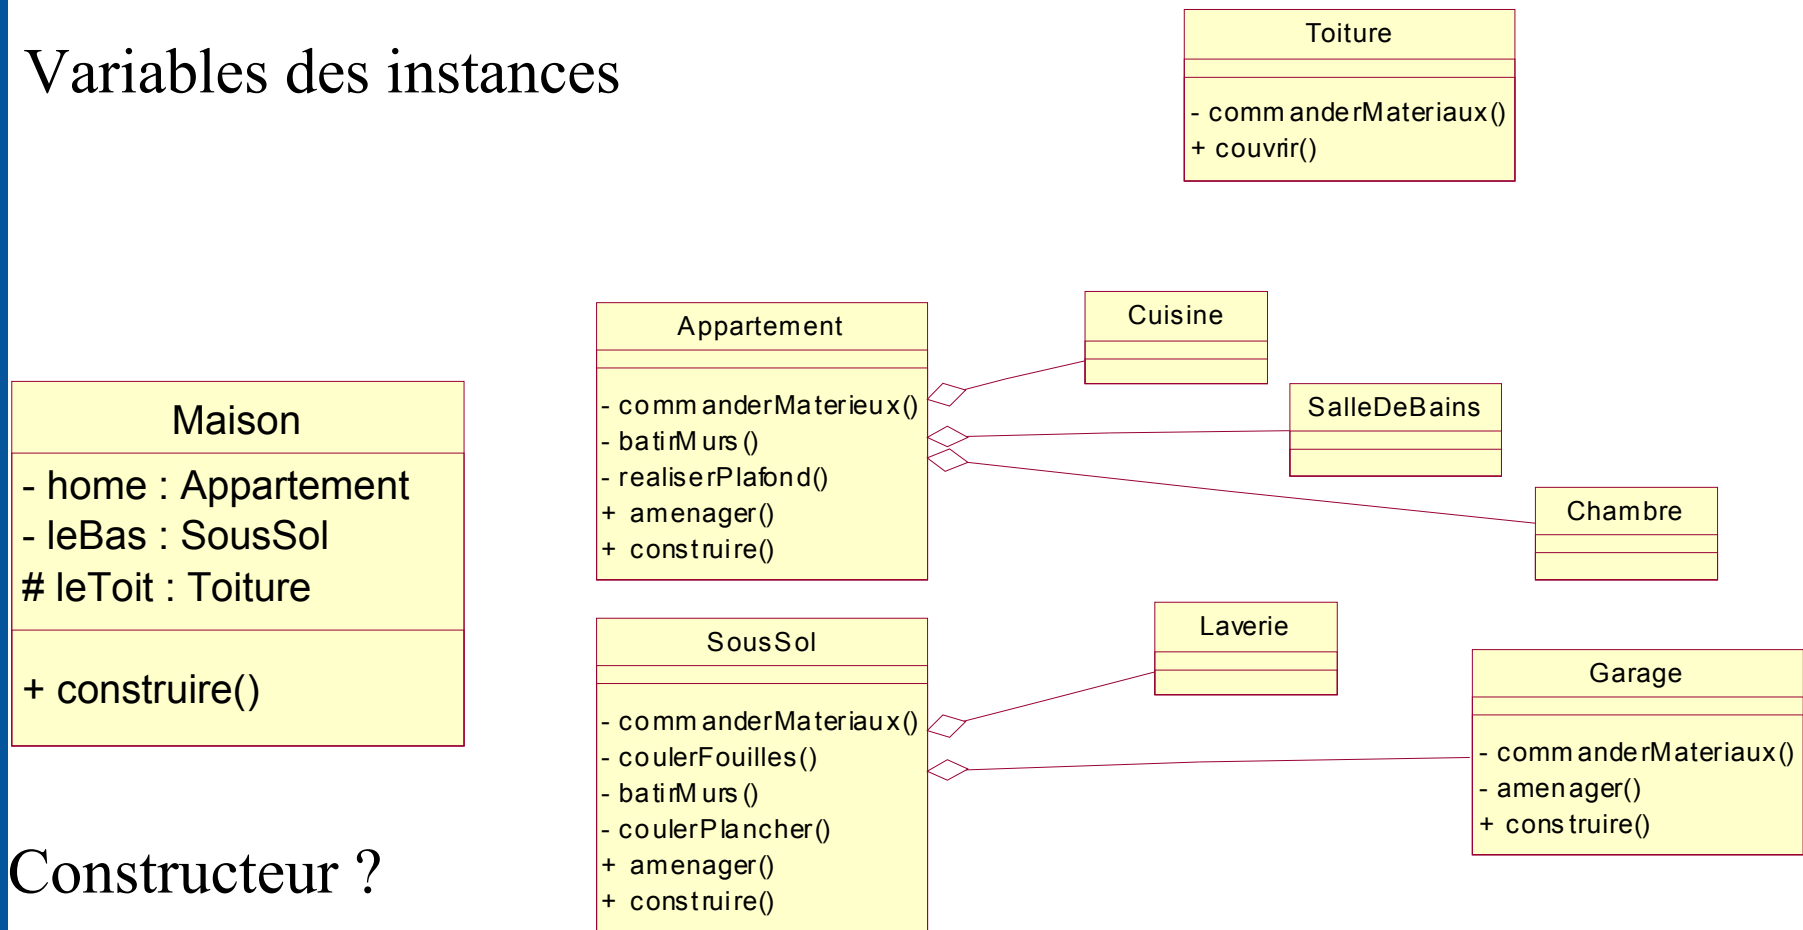 Variables des instances
Toiture
- commanderMateriaux()
+ couvrir()
Appartement
- commanderMaterieux()
- batirMurs()
- realiserPlafond()
+ amenager()
+ construire()
Cuisine
SalleDeBains
Chambre
Maison
- home : Appartement
- leBas : SousSol
# leToit : Toiture
+ construire()
SousSol
- commanderMateriaux()
- coulerFouilles()
- batirMurs()
- coulerPlancher()
+ amenager()
+ construire()
Laverie
Garage
- commanderMateriaux()
- amenager()
+ construire()
Constructeur ?